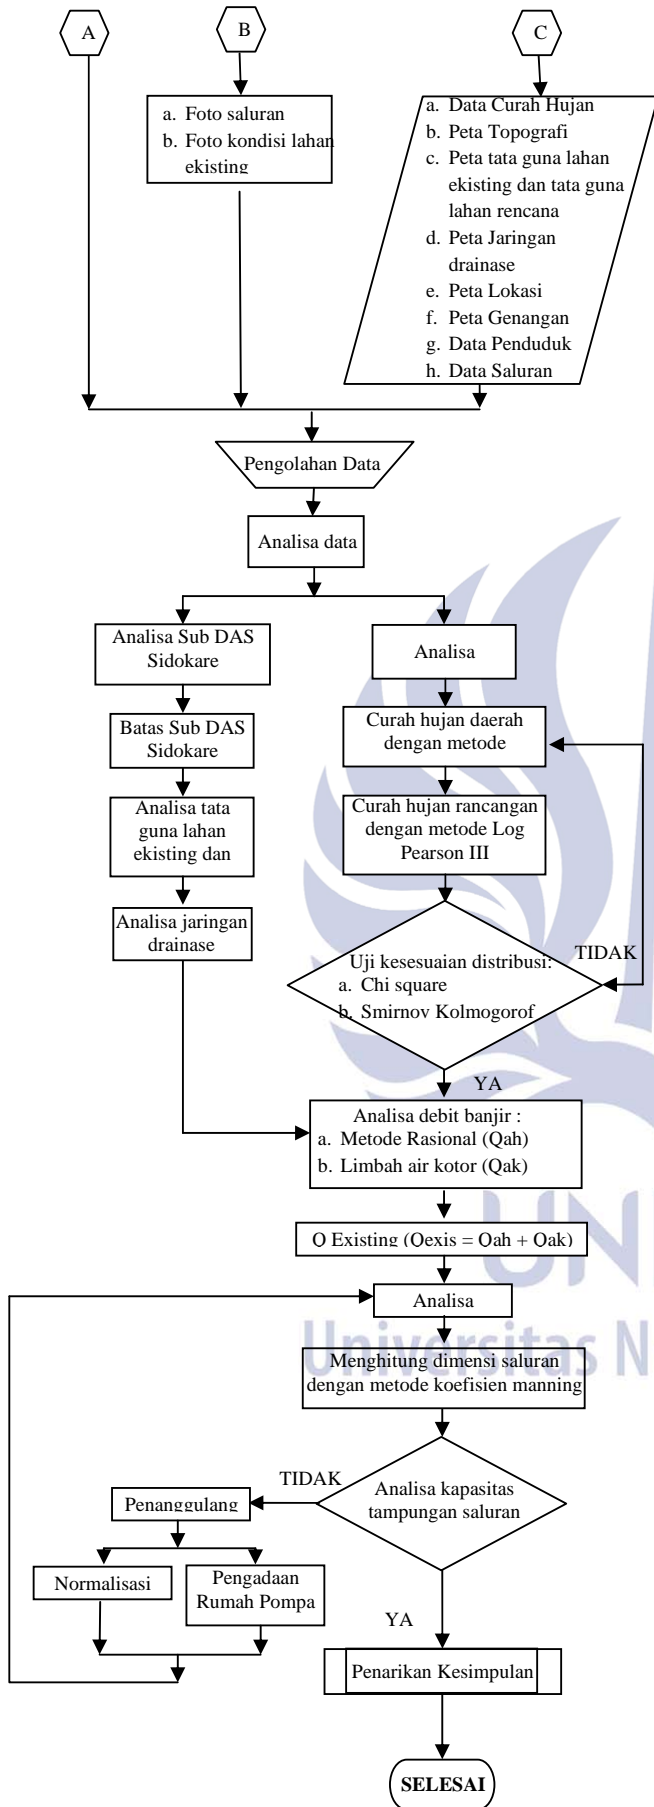 A
B
C
a. Foto saluran
b. Foto kondisi lahan
ekisting
a. Data Curah Hujan
b. Peta Topografi
c. Peta tata guna lahan
ekisting dan tata guna
lahan rencana
d. Peta Jaringan
drainase
e. Peta Lokasi
f. Peta Genangan
g. Data Penduduk
h. Data Saluran
Pengolahan Data
Analisa data
Analisa Sub DAS
Sidokare
Batas Sub DAS
Sidokare
Analisa tata
guna lahan
ekisting dan
Analisa jaringan
drainase
Analisa
Curah hujan daerah
dengan metode
Curah hujan rancangan
dengan metode Log
Pearson III
Uji kesesuaian distribusi:
a. Chi square
b. Smirnov Kolmogorof
TIDAK
YA
Analisa debit banjir :
a. Metode Rasional (Qah)
b. Limbah air kotor (Qak)
Q Existing (Qexis = Qah + Qak)
Analisa
Menghitung dimensi saluran
dengan metode koefisien manning
Analisa kapasitas
tampungan saluran
TIDAK
Penanggulang
Normalisasi
Pengadaan
Rumah Pompa
YA
Penarikan Kesimpulan
SELESAI
UN
Universitas N